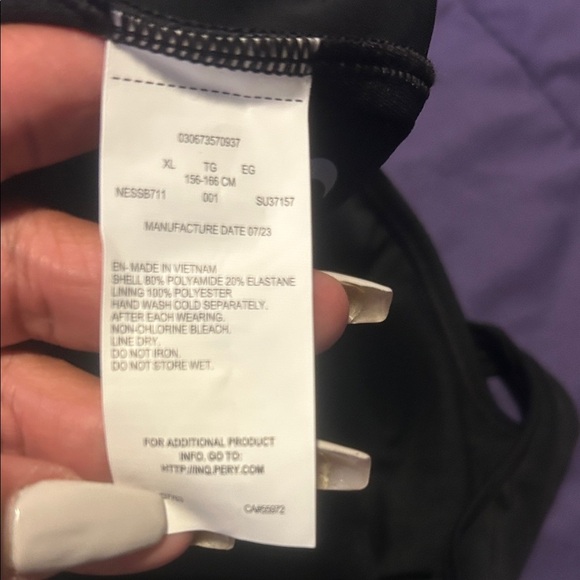 030673570937
XL TG EG
156-166 CM
NESSB711 001 SU37157
MANUFACTURE DATE 07/23
EN- MADE IN VIETNAM
SHELL 80% POLYAMIDE 20% ELASTANE
LINING 100% POLYESTER
HAND WASH COLD SEPARATELY.
AFTER EACH WEARING.
NON-CHLORINE BLEACH.
LINE DRY.
DO NOT IRON.
DO NOT STORE WET.
FOR ADDITIONAL PRODUCT
INFO, GO TO:
HTTP://INQ.PERY.COM
CA#55972